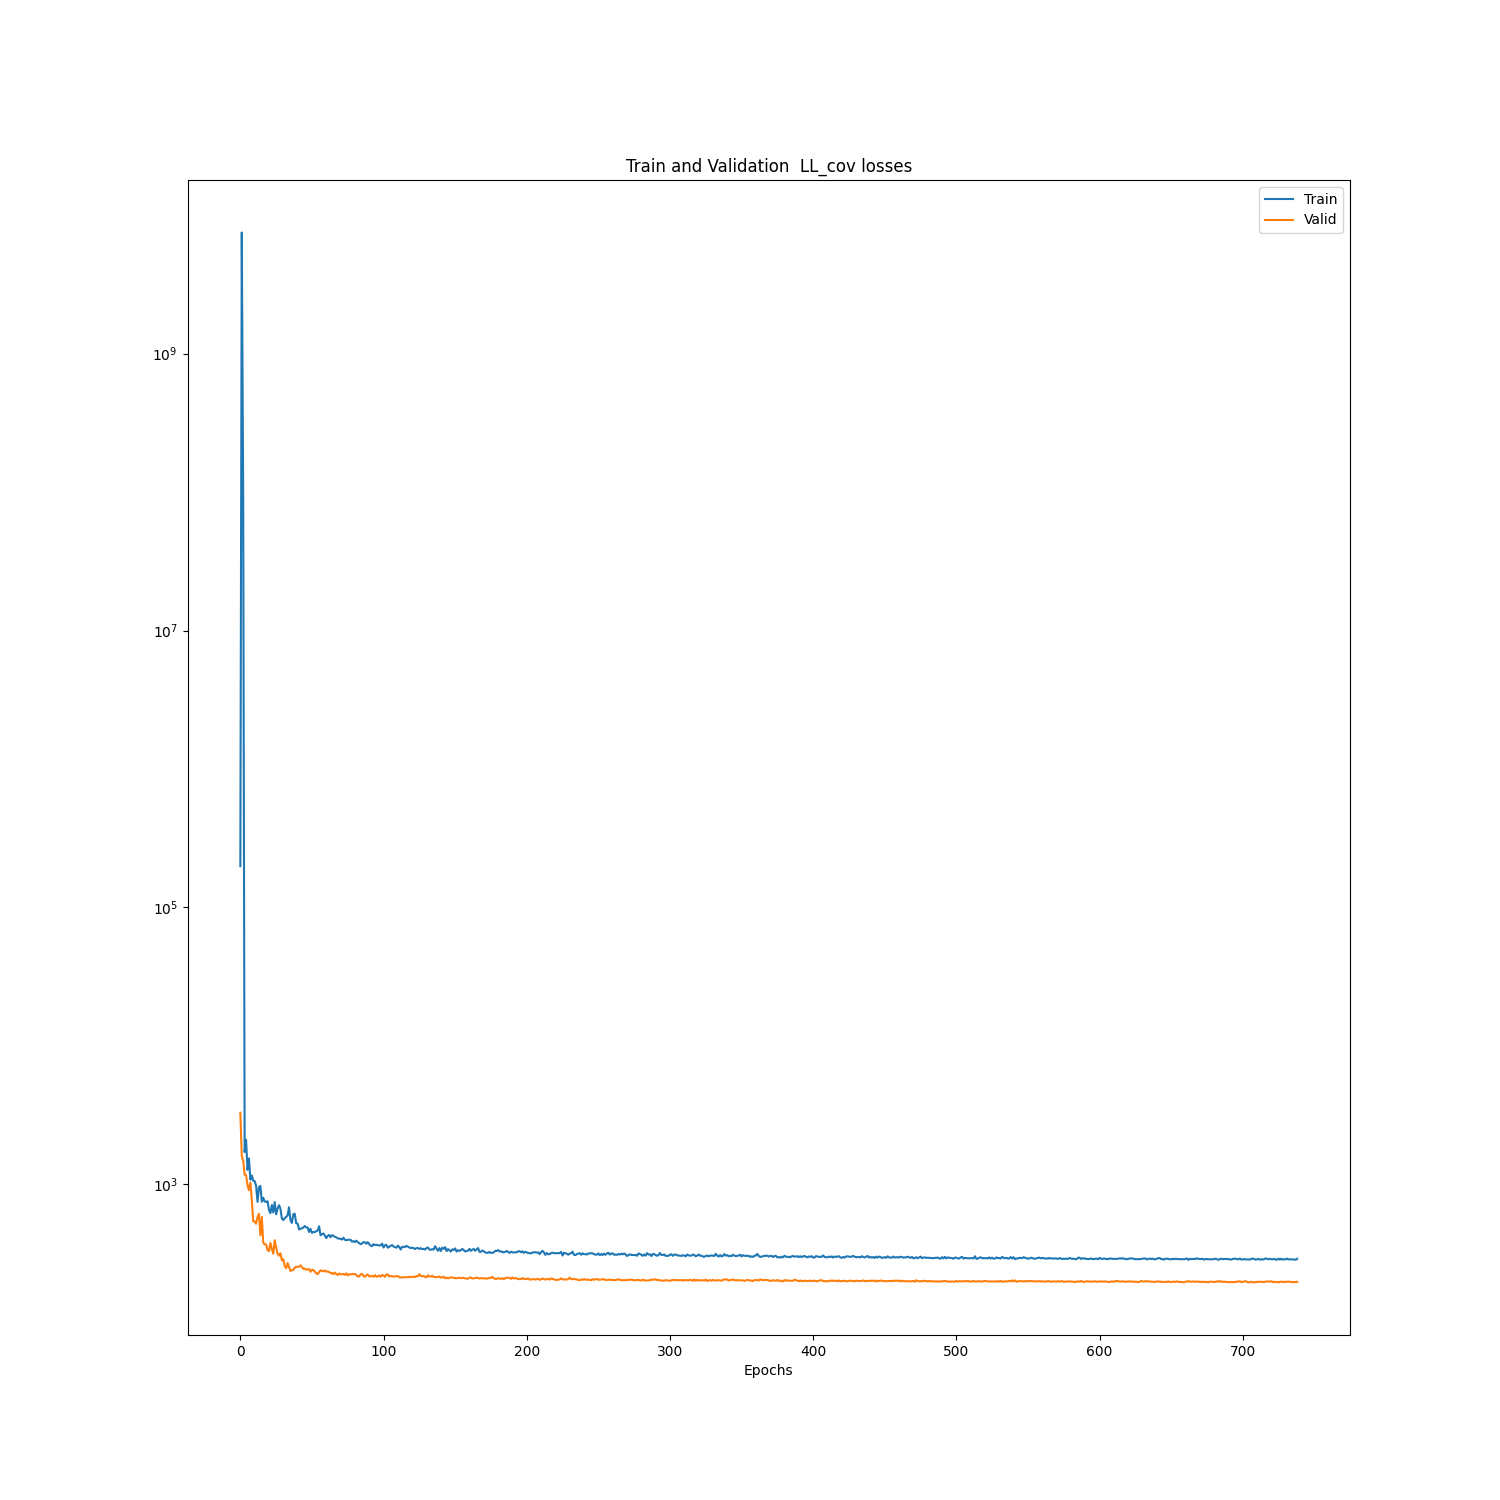 Train and Validation  LL_cov losses
Train
Valid
10⁹
10⁷
10⁵
10³
0 100 200 300 400 500 600 700
Epochs